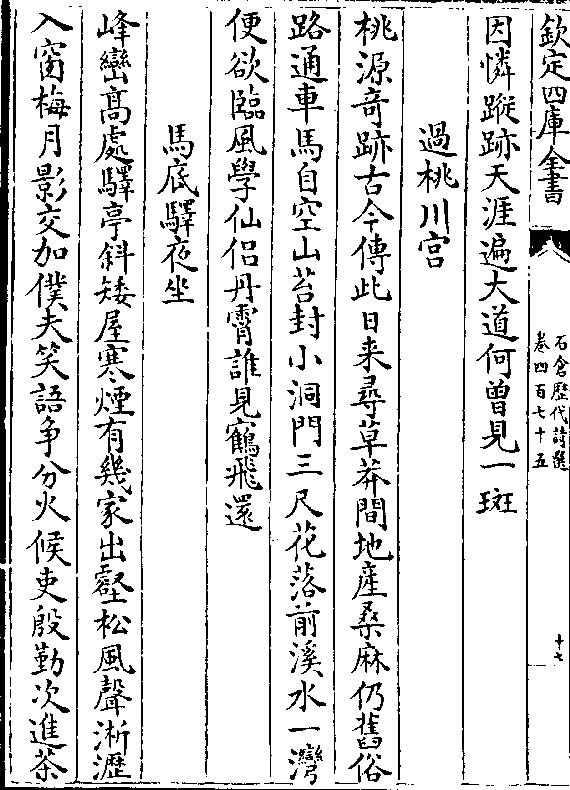 欽定四庫全書
石倉歴代詩選
卷四百七十五
十七
因憐蹤跡天涯遍大道何曾見一斑
過桃川宫
桃源竒跡古今傳此日来尋草莽間地産桑麻仍舊俗
路通車馬自空山苔封小洞門三尺花落前溪水一灣
便欲臨風學仙侣丹霄誰見鶴飛還
馬底驛夜坐
峰巒髙處驛亭斜矮屋寒煙有幾家出壑松風聲淅瀝
入窗梅月影交加僕夫笑語争分火候吏殷勤次進茶